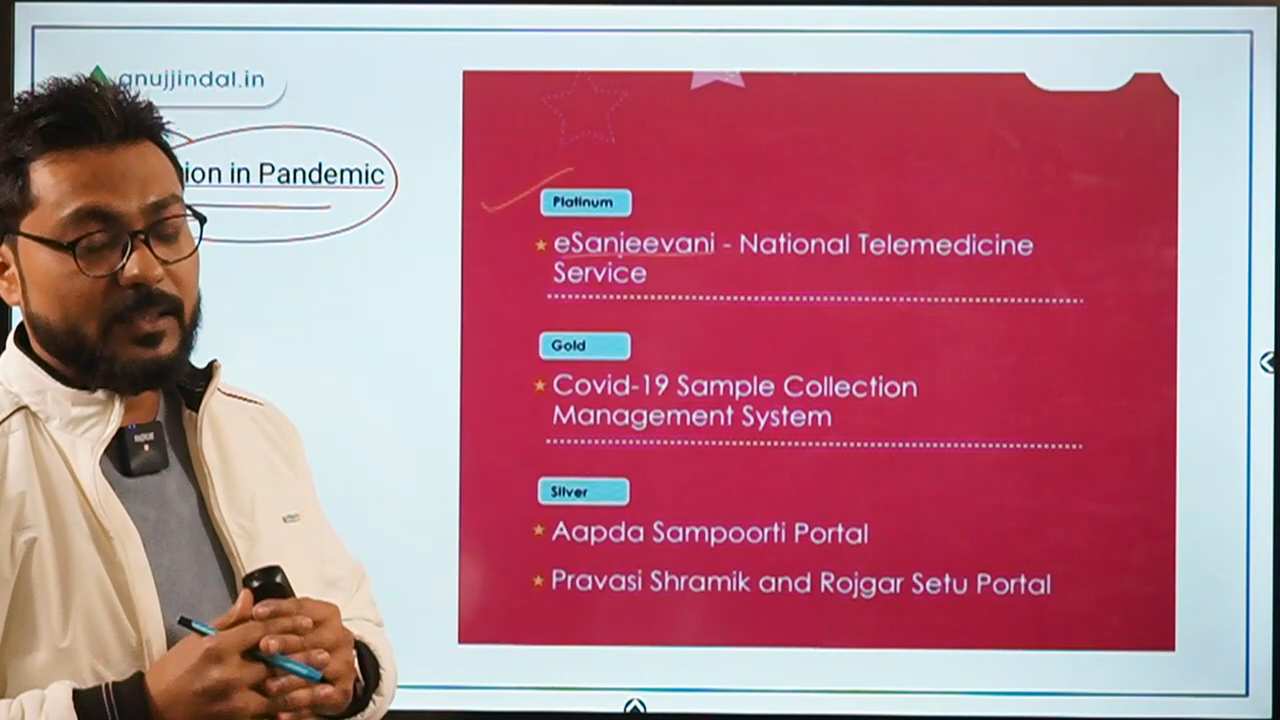 anujjindal.in
ion in Pandemic
Platinum
eSanjeevani - National Telemedicine
Service
Gold
Covid-19 Sample Collection
Management System
Silver
Aapda Sampoorti Portal
Pravasi Shramik and Rojgar Setu Portal